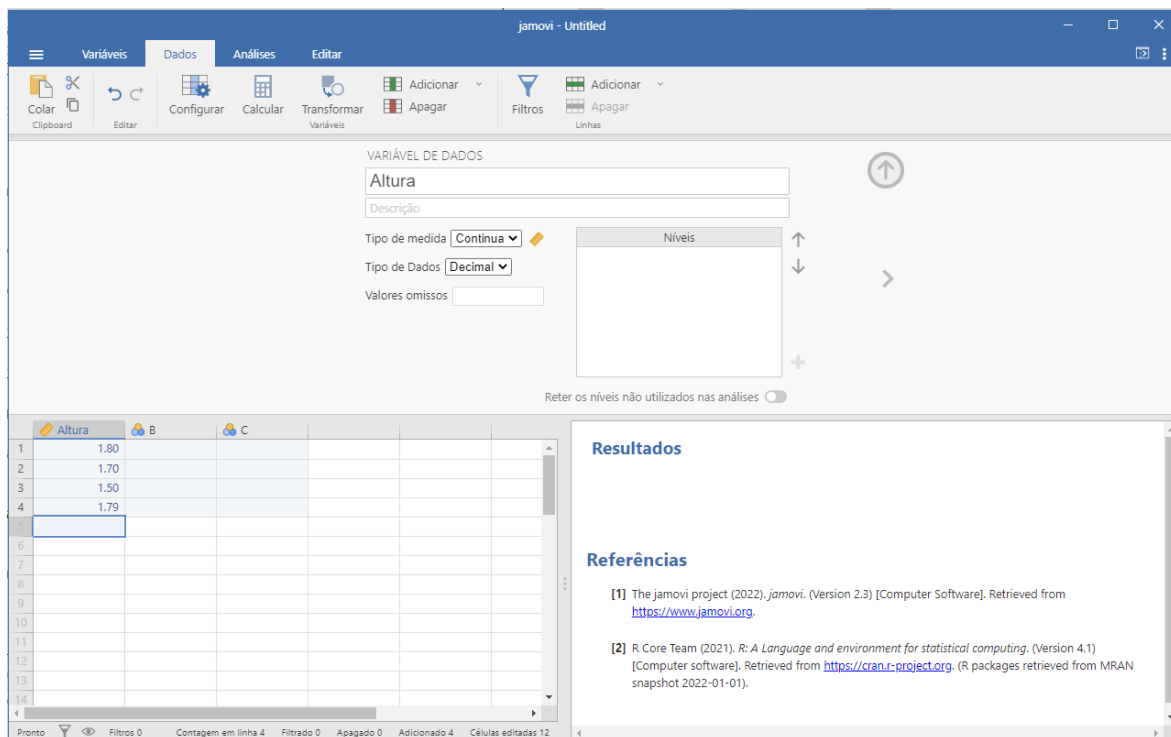 jamovi - Untitled
Variáveis Dados Análises Editar
Colar
Clipboard
Editar
Configurar Calcular Transformar
Variáveis
Adicionar
Apagar
Filtros
Adicionar
Apagar
Linhas
VARIÁVEL DE DADOS
Altura
Descrição
Tipo de medida Continua
Tipo de Dados Decimal
Valores omissos
Níveis
Reter os níveis não utilizados nas análises
Altura B C
1 1.80
2 1.70
3 1.50
4 1.79
5
6
7
8
9
10
11
12
13
14
Pronto Filtros 0 Contagem em linha 4 Filtrado 0 Apagado 0 Adicionado 4 Células editadas 12
Resultados
Referências
[1] The jamovi project (2022). jamovi. (Version 2.3) [Computer Software]. Retrieved from
https://www.jamovi.org.
[2] R Core Team (2021). R: A Language and environment for statistical computing. (Version 4.1)
[Computer software]. Retrieved from https://cran.r-project.org. (R packages retrieved from MRAN
snapshot 2022-01-01).